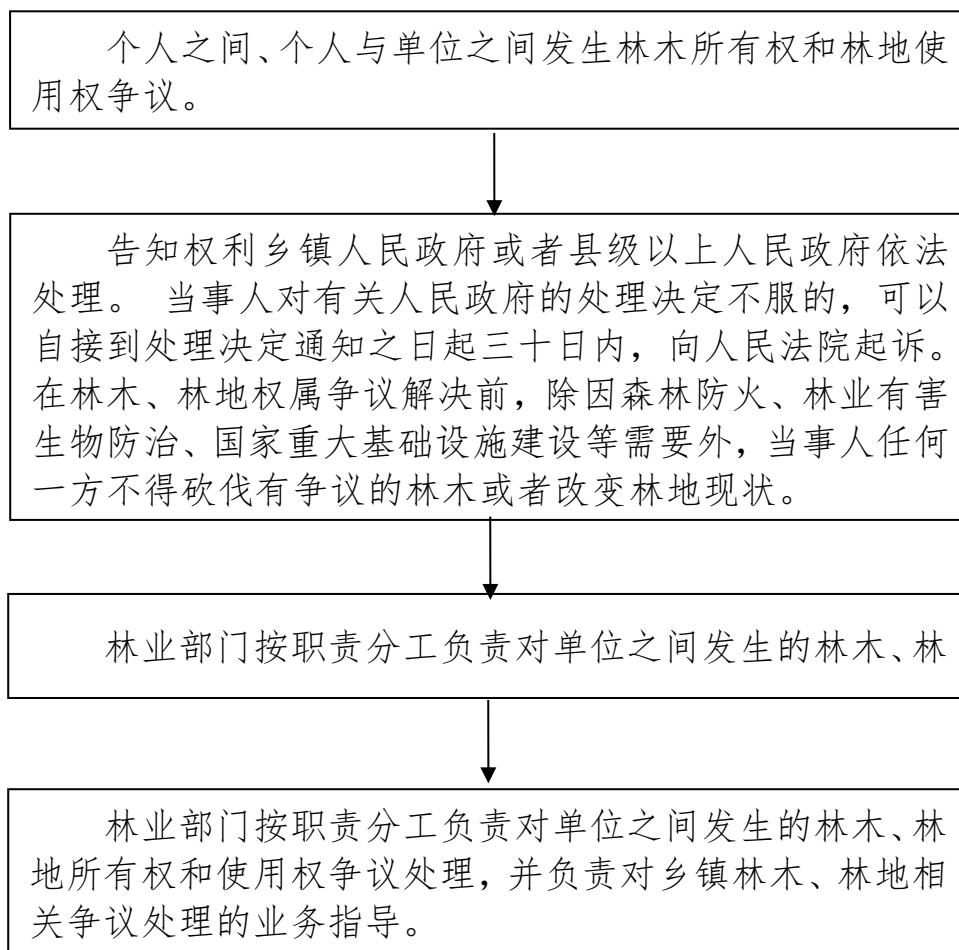 个人之间、个人与单位之间发生林木所有权和林地使
用权争议。
告知权利乡镇人民政府或者县级以上人民政府依法
处理。 当事人对有关人民政府的处理决定不服的，可以
自接到处理决定通知之日起三十日内，向人民法院起诉。
在林木、林地权属争议解决前，除因森林防火、林业有害
生物防治、国家重大基础设施建设等需要外，当事人任何
一方不得砍伐有争议的林木或者改变林地现状。
林业部门按职责分工负责对单位之间发生的林木、林
林业部门按职责分工负责对单位之间发生的林木、林
地所有权和使用权争议处理，并负责对乡镇林木、林地相
关争议处理的业务指导。